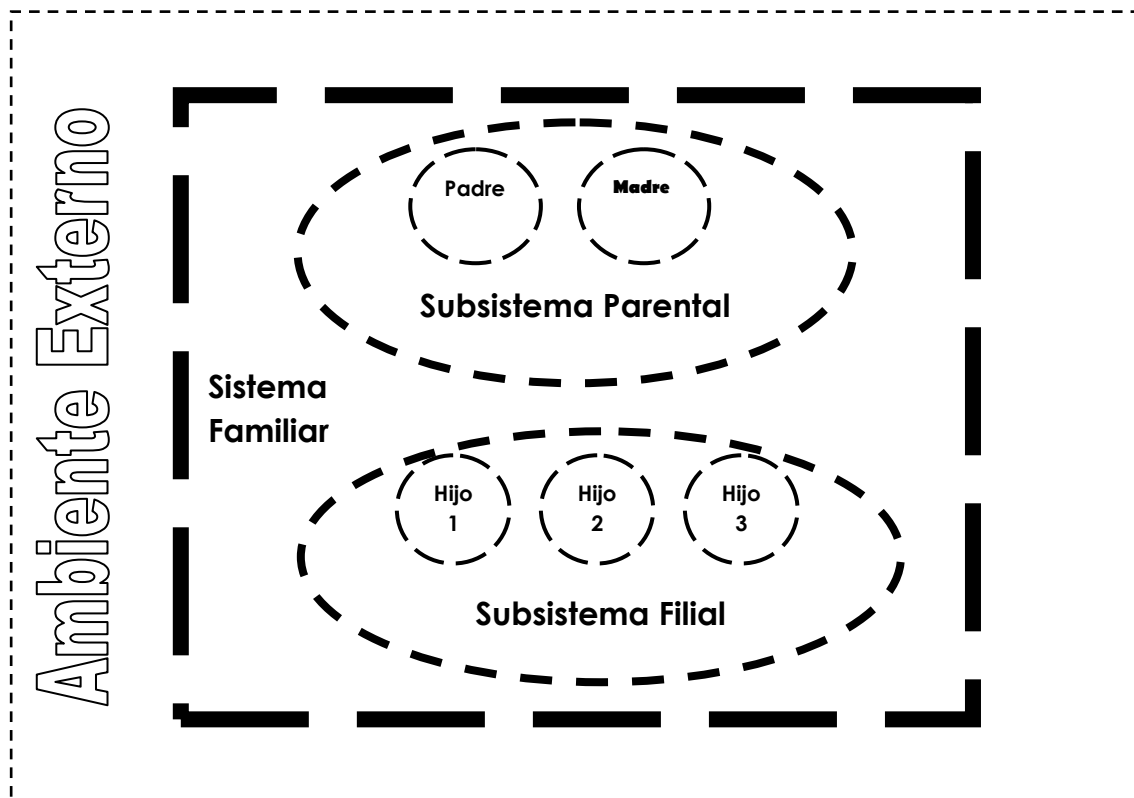 Ambiente Externo
Padre
Madre
Subsistema Parental
Sistema
Familiar
Hijo
1
Hijo
2
Hijo
3
Subsistema Filial